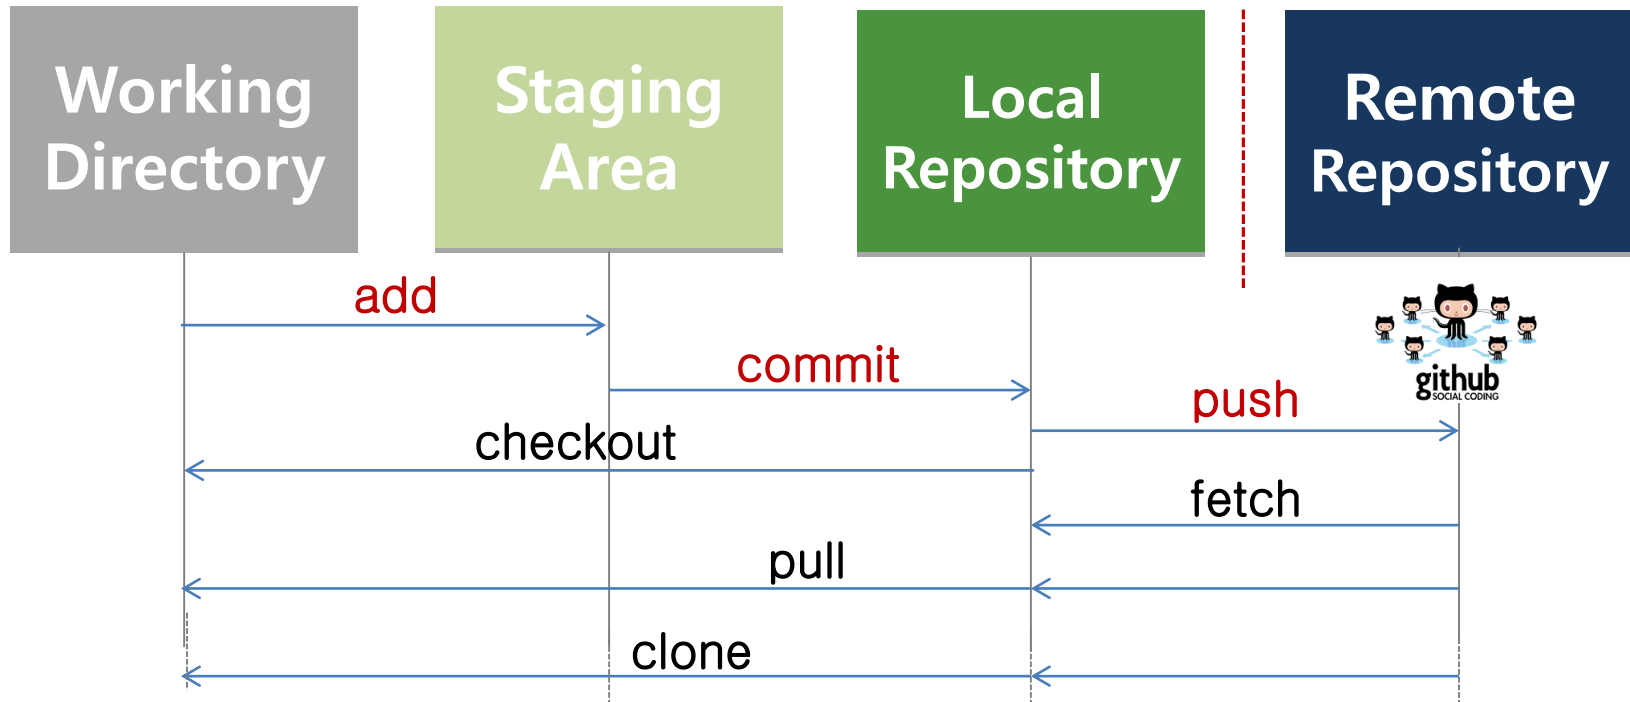 Working
Directory
Staging
Area
Local
Repository
Remote
Repository
add
commit
github
SOCIAL CODING
push
checkout
fetch
pull
clone